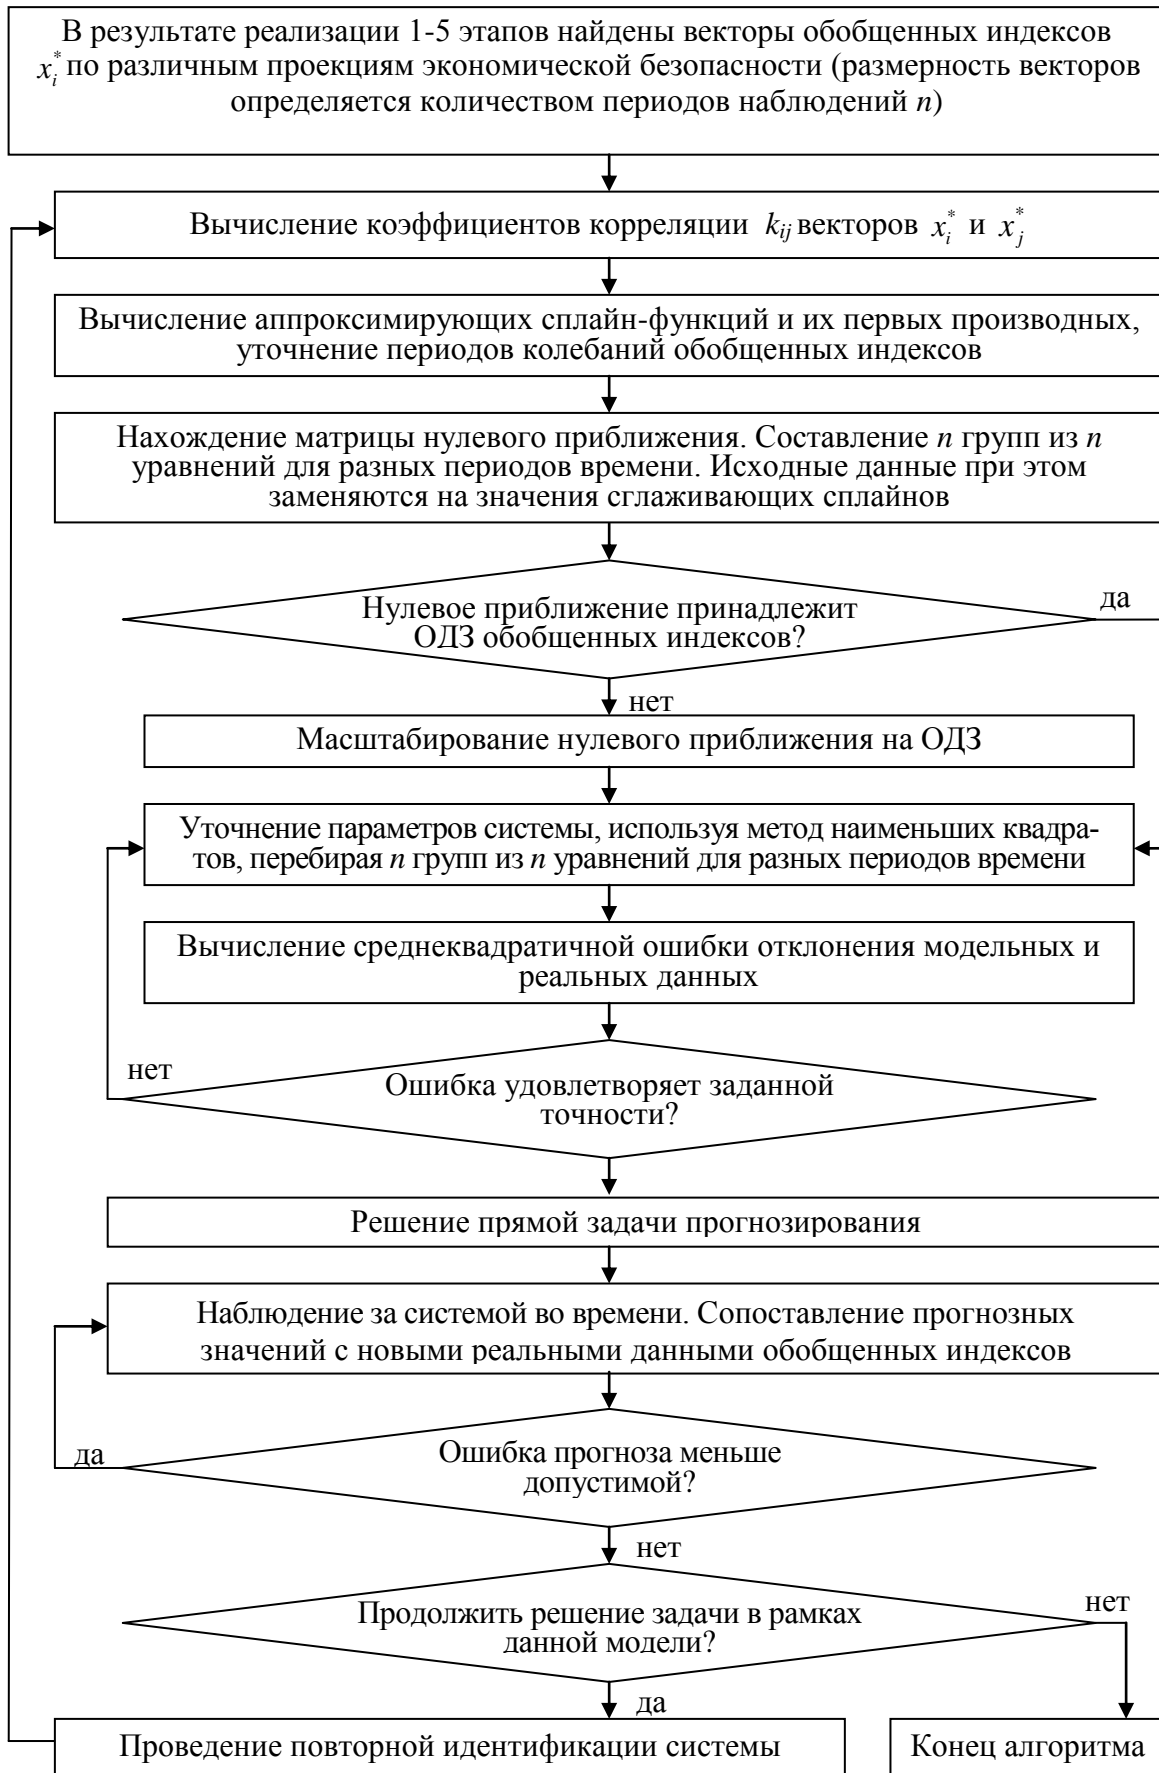 В результате реализации 1-5 этапов найдены векторы обобщенных индексов
x_i^* по различным проекциям экономической безопасности (размерность векторов
определяется количеством периодов наблюдений n)
Вычисление коэффициентов корреляции k_ij векторов x_i^* и x_j^*
Вычисление аппроксимирующих сплайн-функций и их первых производных,
уточнение периодов колебаний обобщенных индексов
Нахождение матрицы нулевого приближения. Составление n групп из n
уравнений для разных периодов времени. Исходные данные при этом
заменяются на значения сглаживающих сплайнов
Нулевое приближение принадлежит
ОДЗ обобщенных индексов?
да
нет
Масштабирование нулевого приближения на ОДЗ
Уточнение параметров системы, используя метод наименьших квадра-
тов, перебирая n групп из n уравнений для разных периодов времени
Вычисление среднеквадратичной ошибки отклонения модельных и
реальных данных
нет
Ошибка удовлетворяет заданной
точности?
Решение прямой задачи прогнозирования
Наблюдение за системой во времени. Сопоставление прогнозных
значений с новыми реальными данными обобщенных индексов
да
Ошибка прогноза меньше
допустимой?
нет
Продолжить решение задачи в рамках
данной модели?
нет
да
Проведение повторной идентификации системы
Конец алгоритма